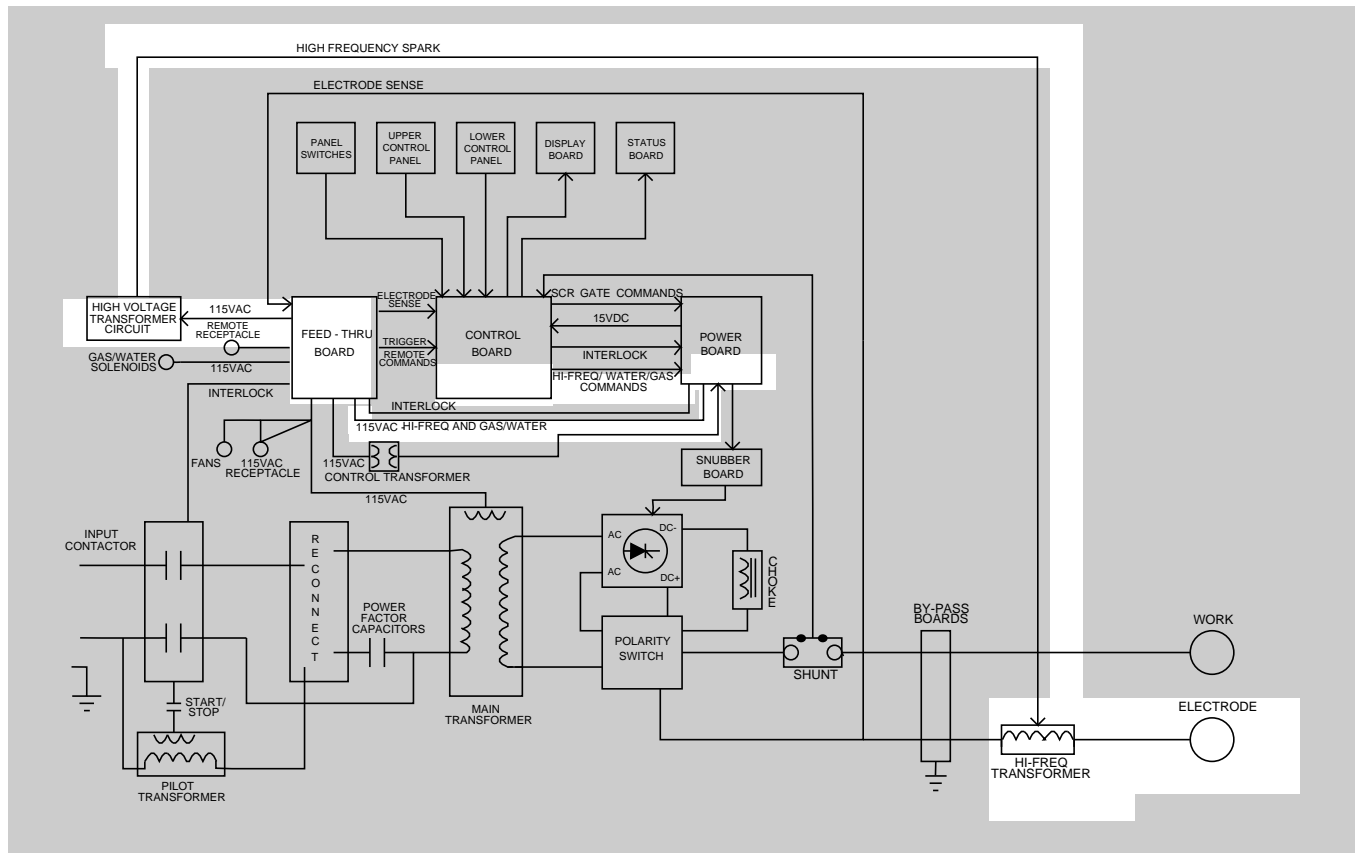 HIGH FREQUENCY SPARK
ELECTRODE SENSE
PANEL
SWITCHES
UPPER
CONTROL
PANEL
LOWER
CONTROL
PANEL
DISPLAY
BOARD
STATUS
BOARD
HIGH VOLTAGE
TRANSFORMER
CIRCUIT
115VAC
REMOTE
RECEPTACLE
GAS/WATER
SOLENOIDS
115VAC
INTERLOCK
FEED - THRU
BOARD
ELECTRODE
SENSE
TRIGGER
REMOTE
COMMANDS
CONTROL
BOARD
SCR GATE COMMANDS
15VDC
INTERLOCK
HI-FREQ/ WATER/GAS
COMMANDS
POWER
BOARD
INTERLOCK
115VAC -HI-FREQ AND GAS/WATER
FANS
115VAC
RECEPTACLE
115VAC
CONTROL TRANSFORMER
115VAC
SNUBBER
BOARD
INPUT
CONTACTOR
RECONNECT
POWER
FACTOR
CAPACITORS
MAIN
TRANSFORMER
AC
DC-
AC
DC+
CHOKE
POLARITY
SWITCH
SHUNT
BY-PASS
BOARDS
WORK
ELECTRODE
HI-FREQ
TRANSFORMER
START/
STOP
PILOT
TRANSFORMER